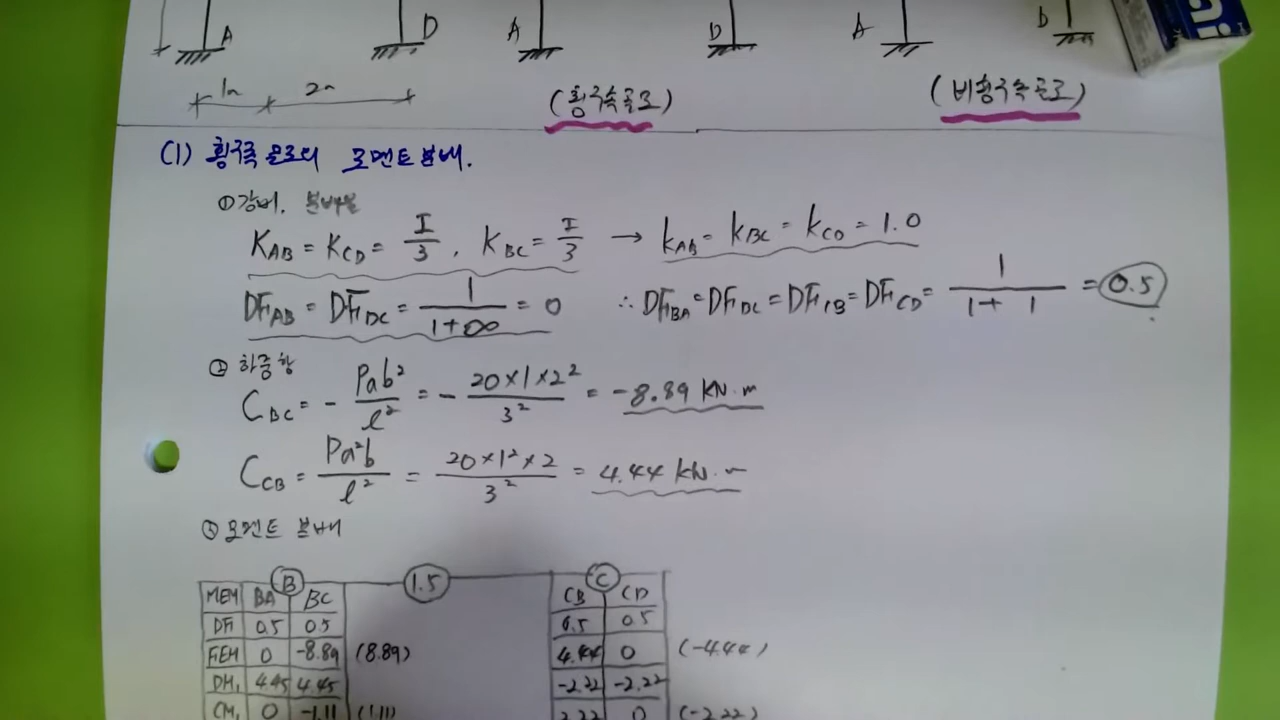 A D A D A D
1m 2m
(횡구속골조) (비횡구속골조)
(1) 횡구속 골조의 모멘트 분배.
① 강비, 분배율
K_AB = K_CD = I/3, K_BC = I/3 → k_AB = k_BC = k_CD = 1.0
DF_AB = DF_DC = 1/(1+∞) = 0 ∴ DF_BA = DF_DC = DF_CB = DF_CD = 1/(1+1) = 0.5
② 하중항
C_BC = - Pab²/l² = - 20×1×2²/3² = -8.89 kN·m
C_CB = Pa²b/l² = 20×1²×2/3² = 4.44 kN·m
③ 모멘트 분배
B 1.5 C
MEM BA BC CB CD
DF 0.5 0.5 0.5 0.5
FEM 0 -8.89 (8.89) 4.44 0 (-4.44)
DM₁ 4.45 4.45 -2.22 -2.22
CM₁ 0 -1.11 (1.11) 2.22 0 (-2.22)